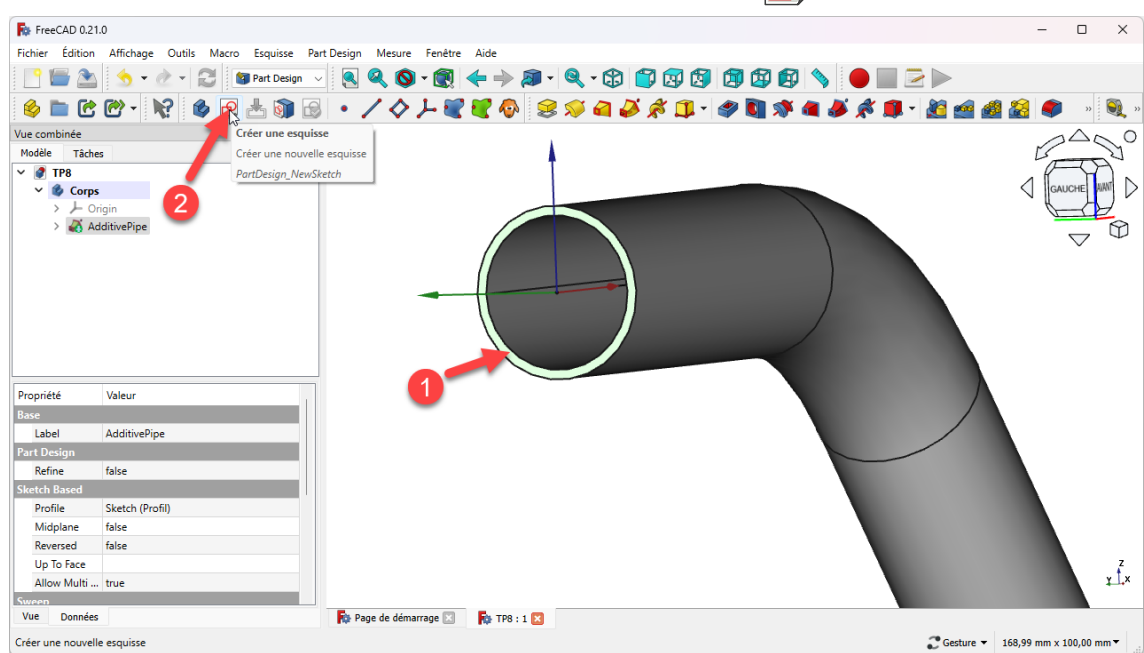 FreeCAD 0.21.0
Fichier Édition Affichage Outils Macro Esquisse Part Design Mesure Fenêtre Aide
Part Design
Vue combinée
Modèle Tâches
TP8
Corps
Origin
AdditivePipe
Créer une esquisse
Créer une nouvelle esquisse
PartDesign_NewSketch
2
1
GAUCHE AVANT
Propriété Valeur
Base
Label AdditivePipe
Part Design
Refine false
Sketch Based
Profile Sketch (Profil)
Midplane false
Reversed false
Up To Face
Allow Multi ... true
Sweep
Z
Y X
Vue Données
Page de démarrage TP8 : 1
Créer une nouvelle esquisse
Gesture 168,99 mm x 100,00 mm